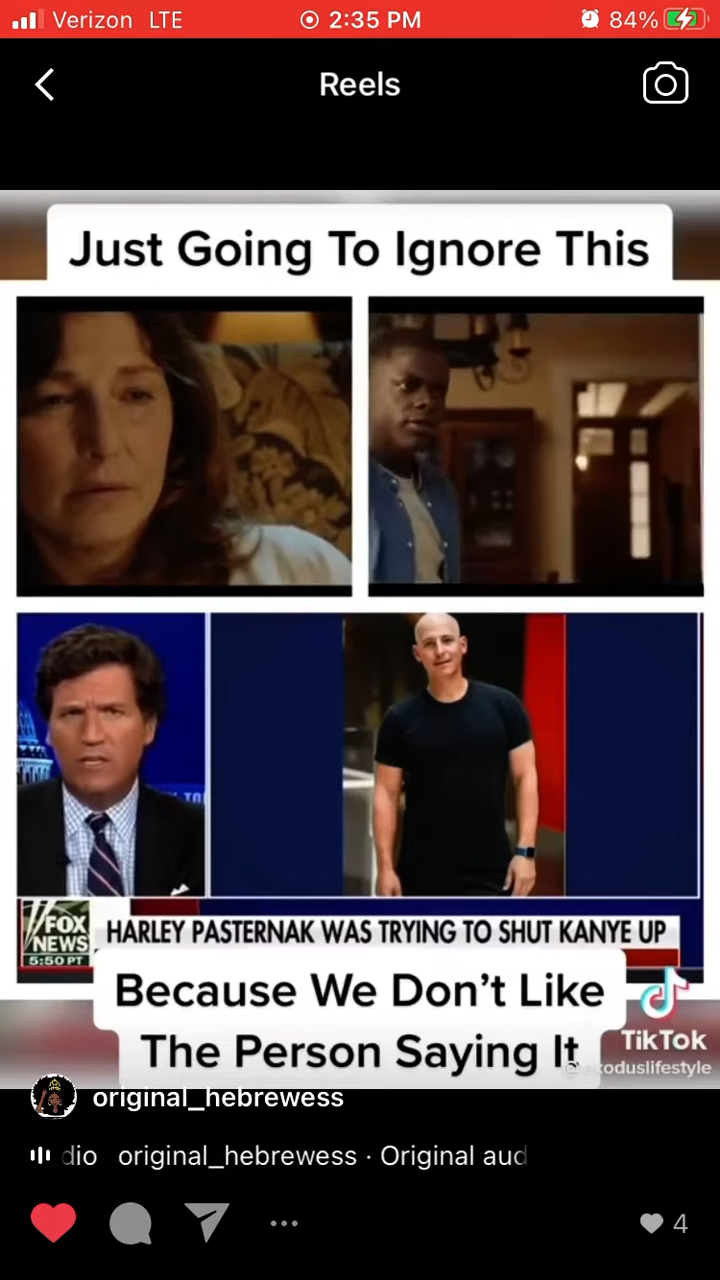 Verizon LTE 2:35 PM 84%
Reels
Just Going To Ignore This
FOX
NEWS
5:50 PT
HARLEY PASTERNAK WAS TRYING TO SHUT KANYE UP
Because We Don't Like
The Person Saying It
TikTok
original_hebrewess
dio original_hebrewess · Original aud
4